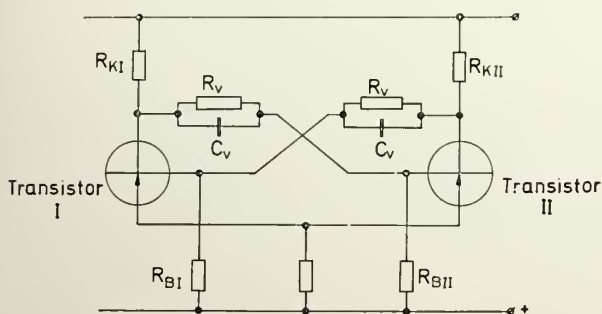 R_KI
R_KII
R_v
R_v
C_v
C_v
Transistor
I
Transistor
II
R_BI
R_BII
+